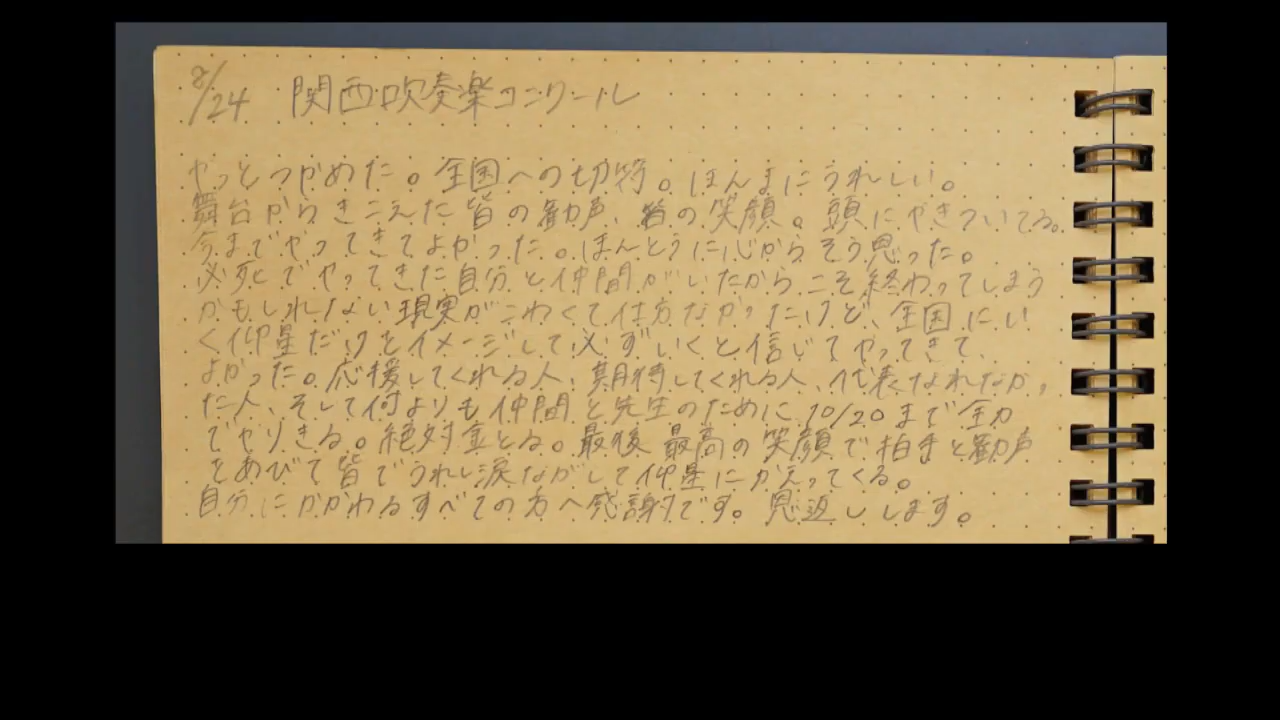 8/24 関西吹奏楽コンクール
やっとつかめた。全国への切符。ほんまにうれしい。
舞台からきこえた皆の歓声、皆の笑顔。頭にやきついてる。
今までやってきてよかった。ほんとうに心からそう思った。
必死でやってきた自分と仲間がいたからこそ終わってしまう
かもしれない現実がこわくて仕方なかったけど、全国にい
く仰星だけをイメージして必ずいくと信じてやってきて、
よかった。応援してくれる人、期待してくれる人、代表なれなかっ
た人、そして何よりも仲間と先生のために10/20まで全力
でやりきる。絶対金とる。最後 最高の笑顔で拍手と歓声
をあびて皆でうれし涙ながして仰星にかえってくる。
自分にかかわるすべての方へ感謝です。恩返しします。